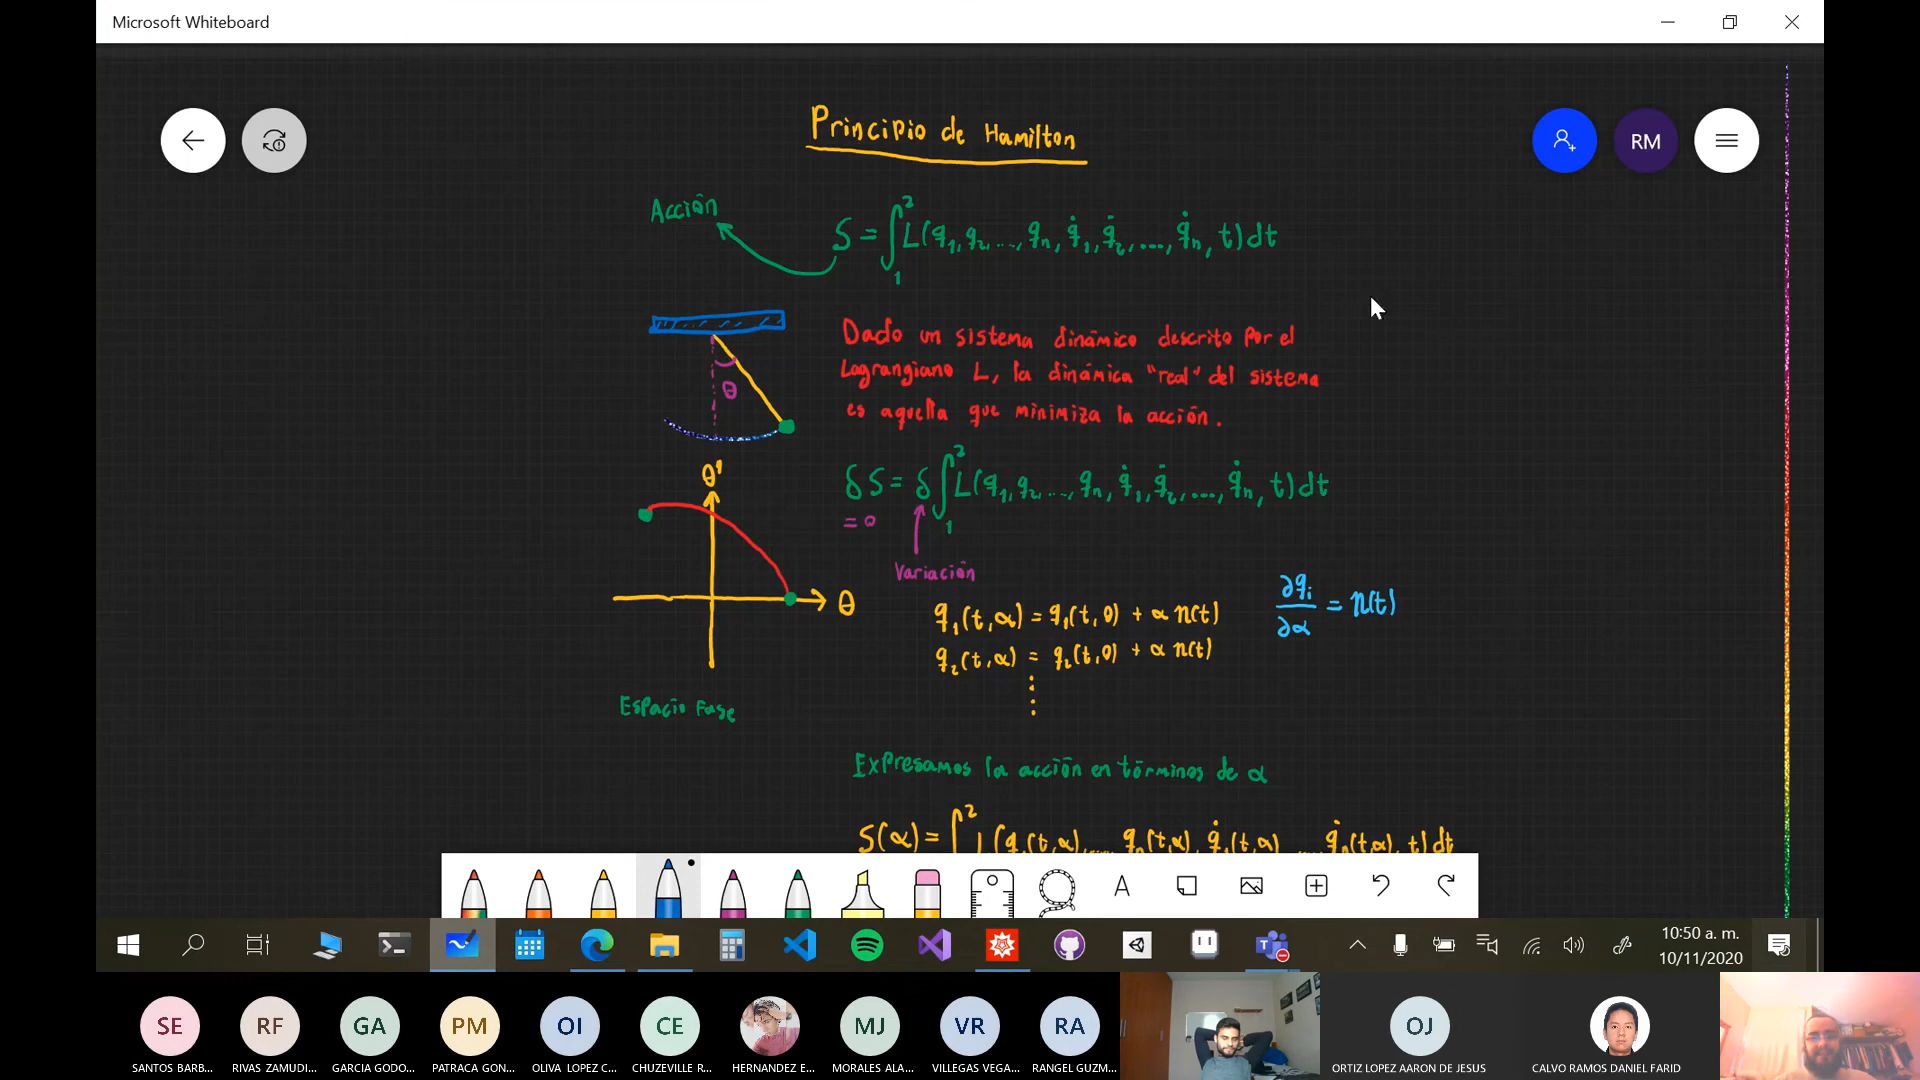 Microsoft Whiteboard
Principio de Hamilton
RM
Acción
S = ∫₁² L(q₁, q₂, ..., qn, q̇₁, q̇₂, ..., q̇n, t) dt
Dado un sistema dinámico descrito por el
Lagrangiano L, la dinámica "real" del sistema
es aquella que minimiza la acción.
θ
θ'
δS = δ ∫₁² L(q₁, q₂, ..., qn, q̇₁, q̇₂, ..., q̇n, t) dt
= 0
Variación
θ
q₁(t,α) = q₁(t,0) + α η(t)
∂qi/∂α = η(t)
q₂(t,α) = q₂(t,0) + α η(t)
Espacio Fase
Expresamos la acción en términos de α
S(α) = ∫² L(q₁(t,α), ..., qn(t,α), q̇₁(t,α), ..., q̇n(t,α), t) dt
10:50 a. m.
10/11/2020
SE
RF
GA
PM
OI
CE
MJ
VR
RA
OJ
SANTOS BARB...
RIVAS ZAMUDI...
GARCIA GODO...
PATRACA GON...
OLIVA LOPEZ C...
CHUZEVILLE R...
HERNANDEZ E...
MORALES ALA...
VILLEGAS VEGA...
RANGEL GUZM...
ORTIZ LOPEZ AARON DE JESUS
CALVO RAMOS DANIEL FARID